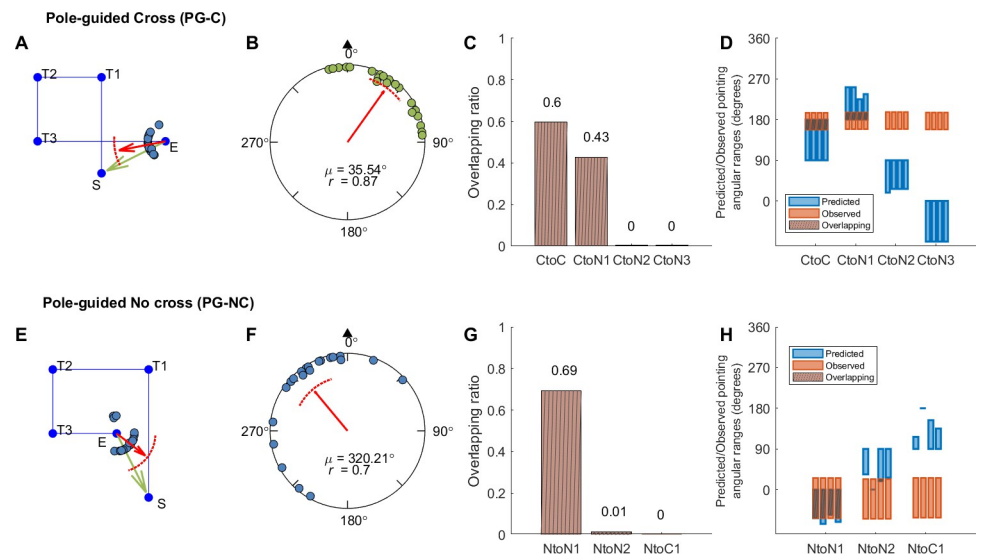 Pole-guided Cross (PG-C)
A
T2
T1
T3
E
S
B
0°
90°
180°
270°
μ = 35.54°
r = 0.87
C
Overlapping ratio
1
0.8
0.6
0.4
0.2
0
0.6
0.43
0
0
CtoC CtoN1 CtoN2 CtoN3
D
Predicted/Observed pointing
angular ranges (degrees)
360
270
180
90
0
Predicted
Observed
Overlapping
CtoC CtoN1 CtoN2 CtoN3
Pole-guided No cross (PG-NC)
E
T2
T1
T3
E
S
F
0°
90°
180°
270°
μ = 320.21°
r = 0.7
G
Overlapping ratio
1
0.8
0.6
0.4
0.2
0
0.69
0.01
0
NtoN1 NtoN2 NtoC1
H
Predicted/Observed pointing
angular ranges (degrees)
360
270
180
90
0
Predicted
Observed
Overlapping
NtoN1 NtoN2 NtoC1